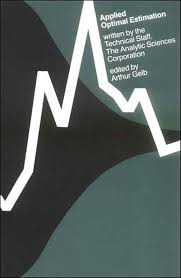 Applied
Optimal Estimation
written by the
Technical Staff,
The Analytic Sciences
Corporation
edited by
Arthur Gelb